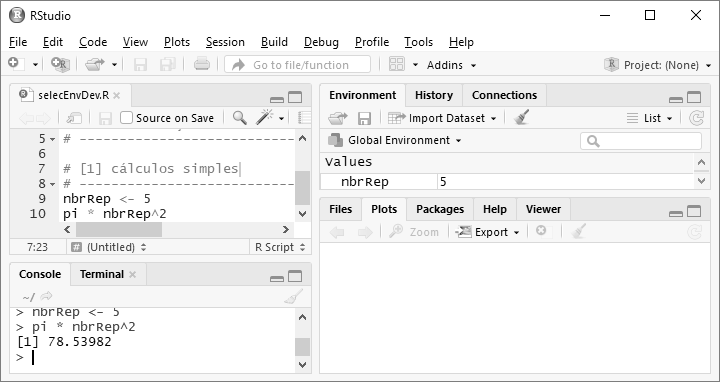 RStudio
File Edit Code View Plots Session Build Debug Profile Tools Help
Go to file/function Addins Project: (None)
selecEnvDev.R
Source on Save
5 # ----------------------------
6
7 # [1] cálculos simples
8 # ----------------------------
9 nbrRep <- 5
10 pi * nbrRep^2
7:23 (Untitled) R Script
Console Terminal
~/
> nbrRep <- 5
> pi * nbrRep^2
[1] 78.53982
>
Environment History Connections
Import Dataset List
Global Environment
Values
nbrRep 5
Files Plots Packages Help Viewer
Zoom Export